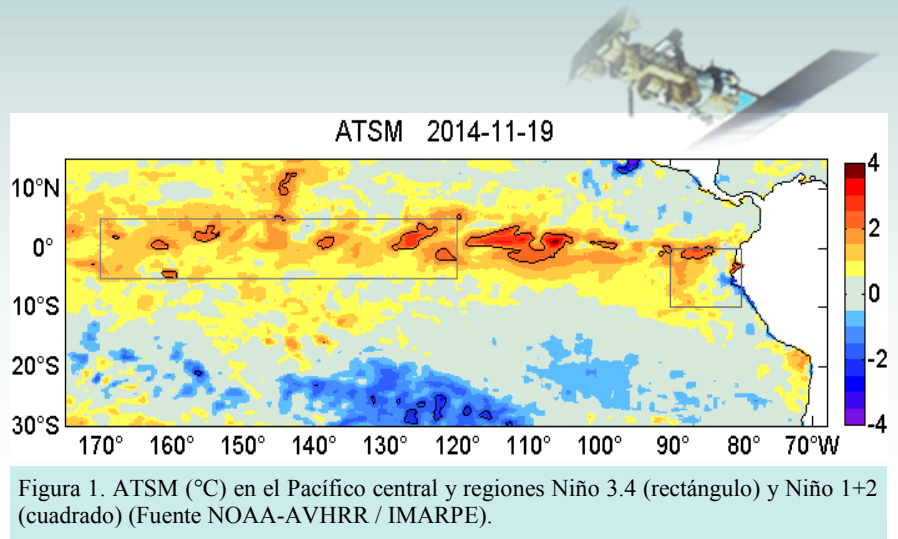 ATSM 2014-11-19
10°N
0°
10°S
20°S
30°S
170° 160° 150° 140° 130° 120° 110° 100° 90° 80° 70°W
4
2
0
-2
-4
Figura 1. ATSM (°C) en el Pacífico central y regiones Niño 3.4 (rectángulo) y Niño 1+2
(cuadrado) (Fuente NOAA-AVHRR / IMARPE).